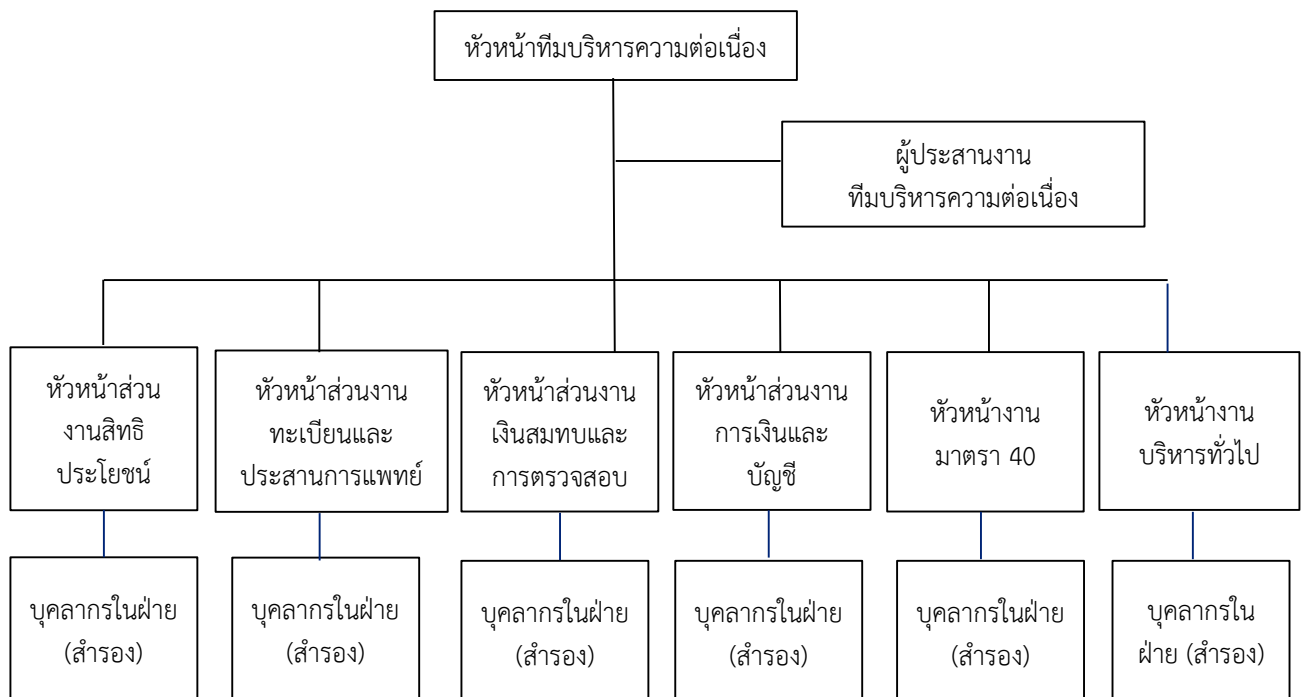 หัวหน้าทีมบริหารความต่อเนื่อง
ผู้ประสานงาน
ทีมบริหารความต่อเนื่อง
หัวหน้าส่วน
งานสิทธิ
ประโยชน์
หัวหน้าส่วนงาน
ทะเบียนและ
ประสานการแพทย์
หัวหน้าส่วนงาน
เงินสมทบและ
การตรวจสอบ
หัวหน้าส่วนงาน
การเงินและ
บัญชี
หัวหน้างาน
มาตรา 40
หัวหน้างาน
บริหารทั่วไป
บุคลากรในฝ่าย
(สำรอง)
บุคลากรในฝ่าย
(สำรอง)
บุคลากรในฝ่าย
(สำรอง)
บุคลากรในฝ่าย
(สำรอง)
บุคลากรในฝ่าย
(สำรอง)
บุคลากรใน
ฝ่าย (สำรอง)